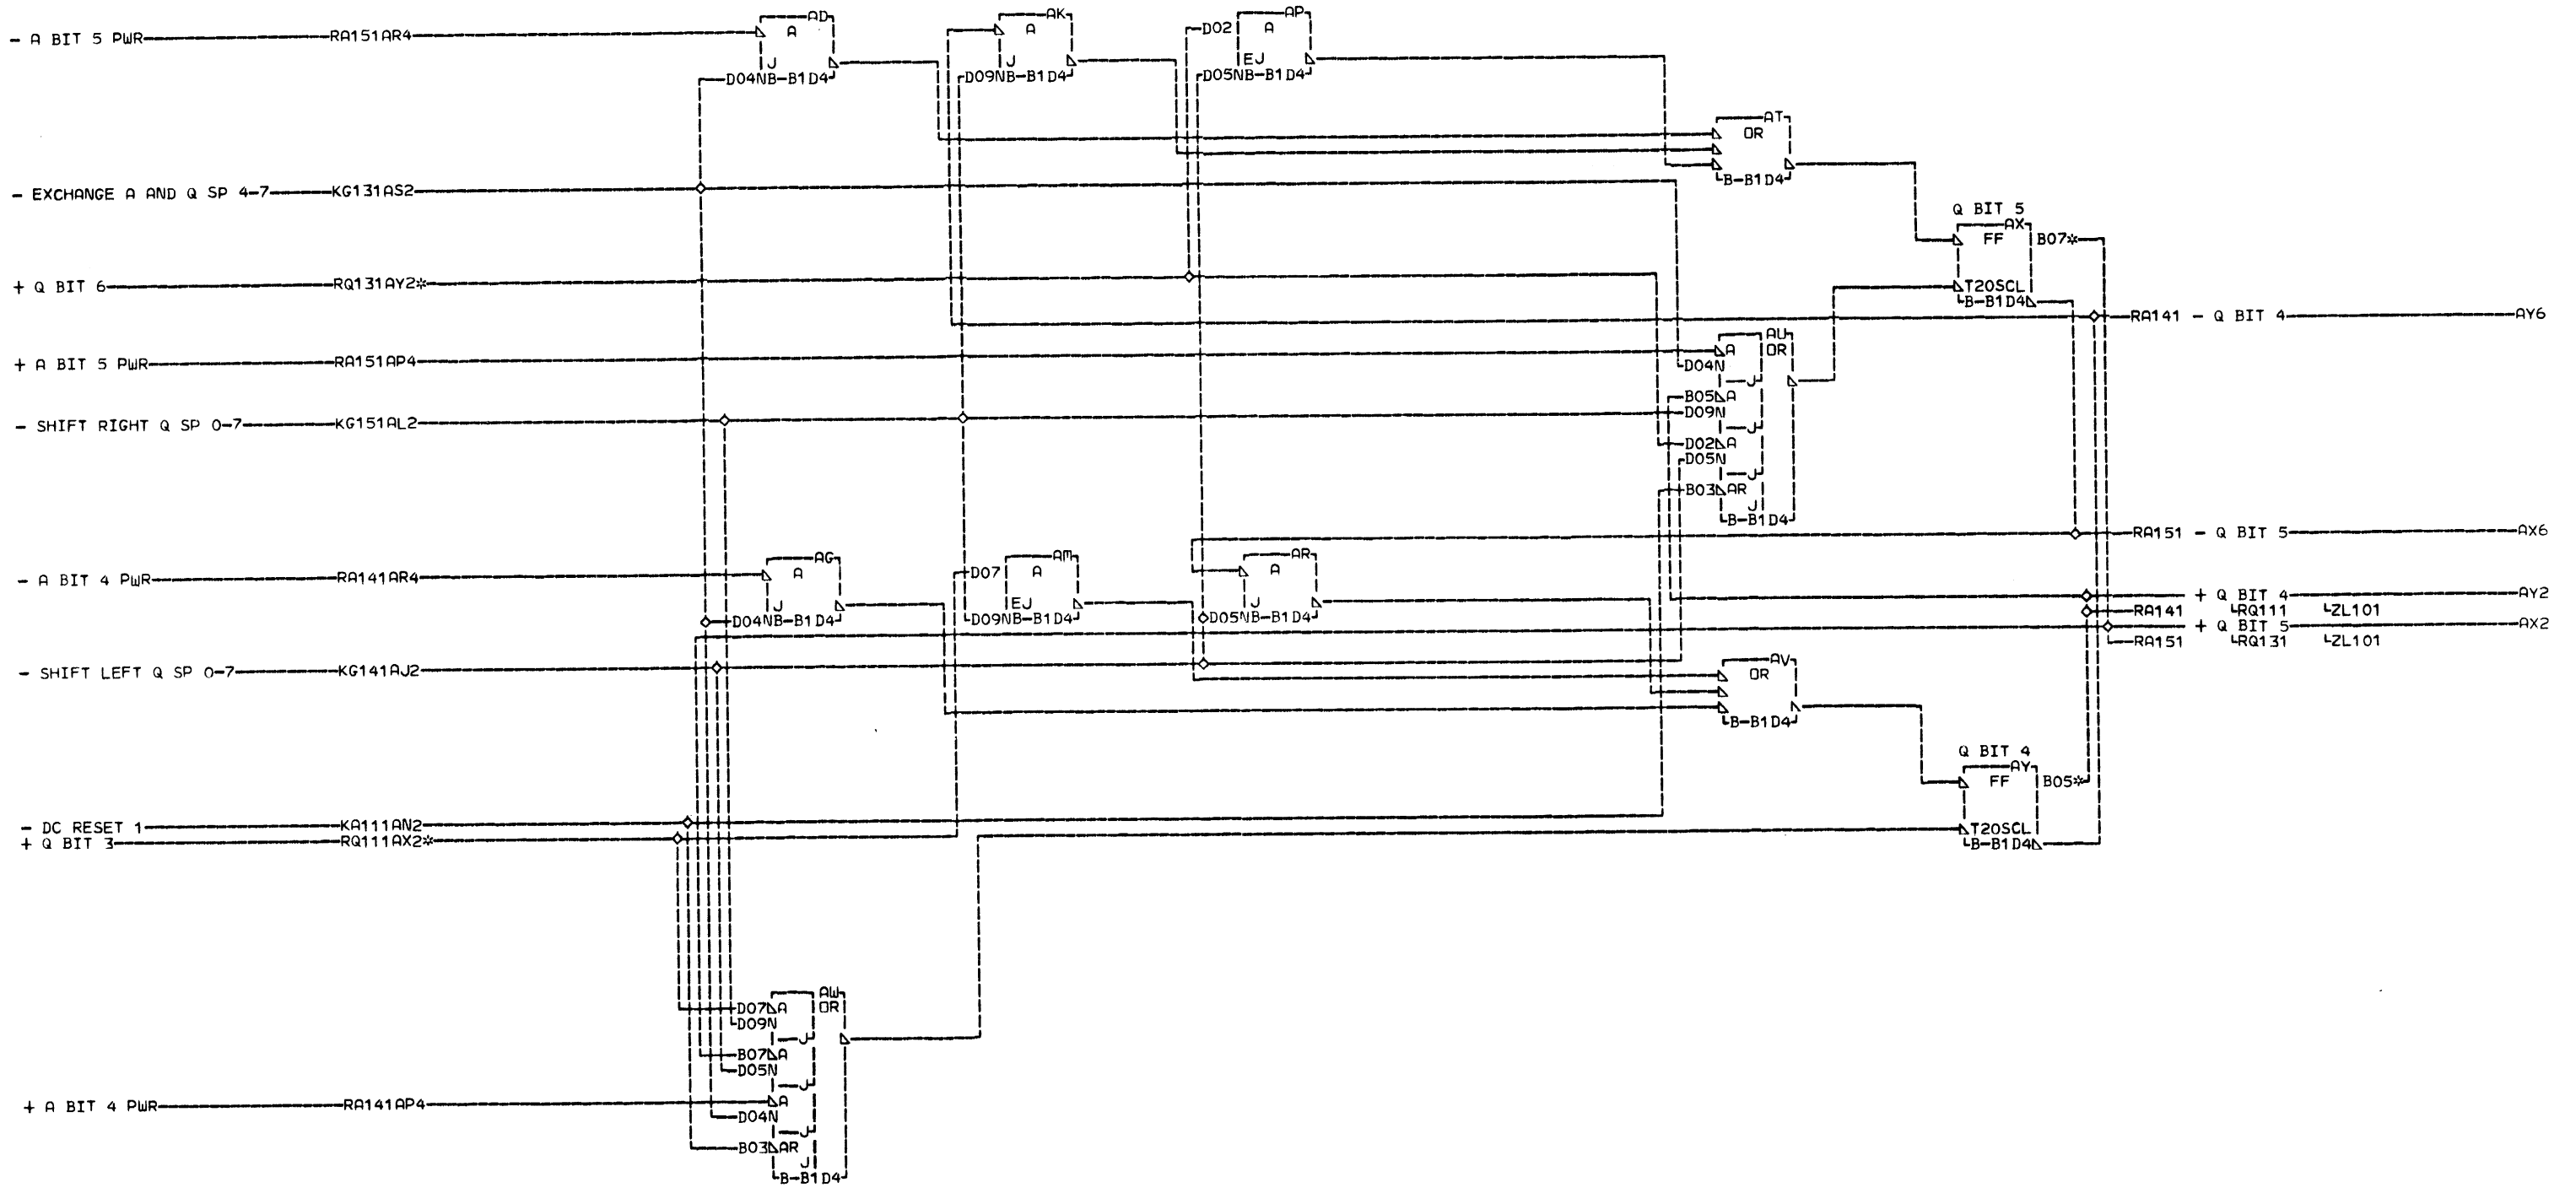 AD
AK
AP
- A BIT 5 PWR RA151AR4 A A D02 A
J J EJ
D04NB-B1D4 D09NB-B1D4 D05NB-B1D4
AT
OR
B-B1D4
- EXCHANGE A AND Q SP 4-7 KG131AS2
Q BIT 5
AX
FF B07*
+ Q BIT 6 RQ131AY2*
T20SCL
B-B1D4
RA141 - Q BIT 4 AY6
AU
+ A BIT 5 PWR RA151AP4 A OR
D04N
J
B05 A
- SHIFT RIGHT Q SP 0-7 KG151AL2 D09N
J
D02 A
D05N
J
B03 AR
J
B-B1D4
RA151 - Q BIT 5 AX6
AG AM AR
- A BIT 4 PWR RA141AR4 A D07 A A
J EJ J
D04NB-B1D4 D09NB-B1D4 D05NB-B1D4
+ Q BIT 4 AY2
RA141 RQ111 ZL101
+ Q BIT 5 AX2
RA151 RQ131 ZL101
- SHIFT LEFT Q SP 0-7 KG141AJ2
AV
OR
B-B1D4
Q BIT 4
AY
FF B05*
- DC RESET 1 KA111AN2
+ Q BIT 3 RQ111AX2*
T20SCL
B-B1D4
AW
D07 A OR
D09N
J
B07 A
D05N
J
+ A BIT 4 PWR RA141AP4 A
D04N
J
B03 AR
J
B-B1D4